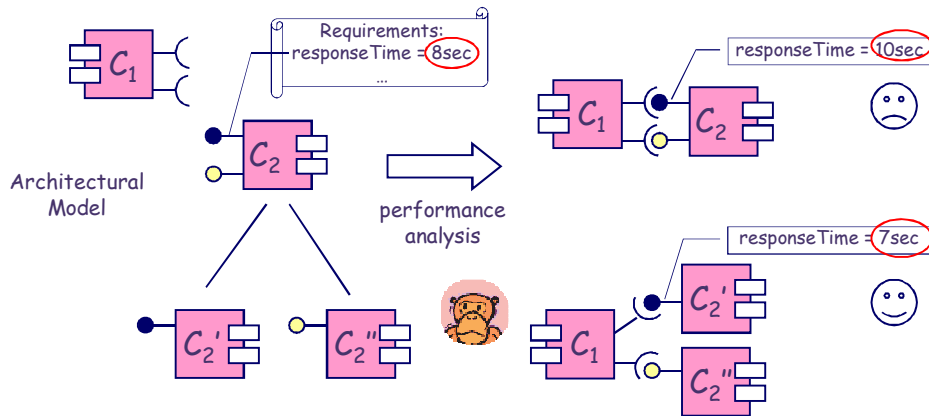 Requirements:
responseTime = 8sec
...
C1
C2
Architectural
Model
performance
analysis
C2'
C2''
responseTime = 10sec
C1
C2
responseTime = 7sec
C2'
C1
C2''